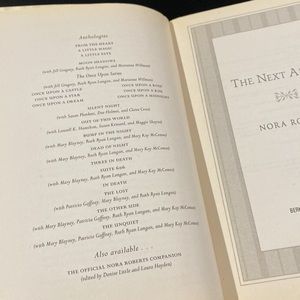 Anthologies
FROM THE HEART
A LITTLE MAGIC
A LITTLE FATE
MOON SHADOWS
(with Jill Gregory, Ruth Ryan Langan, and Marianne Willman)
The Once Upon Series
(with Jill Gregory, Ruth Ryan Langan, and Marianne Willman)
ONCE UPON A CASTLE ONCE UPON A ROSE
ONCE UPON A STAR ONCE UPON A KISS
ONCE UPON A DREAM ONCE UPON A MIDNIGHT
SILENT NIGHT
(with Susan Plunkett, Dee Holmes, and Claire Cross)
OUT OF THIS WORLD
(with Laurell K. Hamilton, Susan Krinard, and Maggie Shayne)
BUMP IN THE NIGHT
(with Mary Blayney, Ruth Ryan Langan, and Mary Kay McComas)
DEAD OF NIGHT
(with Mary Blayney, Ruth Ryan Langan, and Mary Kay McComas)
THREE IN DEATH
SUITE 606
(with Mary Blayney, Ruth Ryan Langan, and Mary Kay McComas)
IN DEATH
THE LOST
(with Patricia Gaffney, Mary Blayney, and Ruth Ryan Langan)
THE OTHER SIDE
(with Mary Blayney, Patricia Gaffney, Ruth Ryan Langan, and Mary Kay McComas)
THE UNQUIET
(with Mary Blayney, Patricia Gaffney, Ruth Ryan Langan, and Mary Kay McComas)
Also available . . .
THE OFFICIAL NORA ROBERTS COMPANION
(edited by Denise Little and Laura Hayden)
THE NEXT A
NORA RO
BER